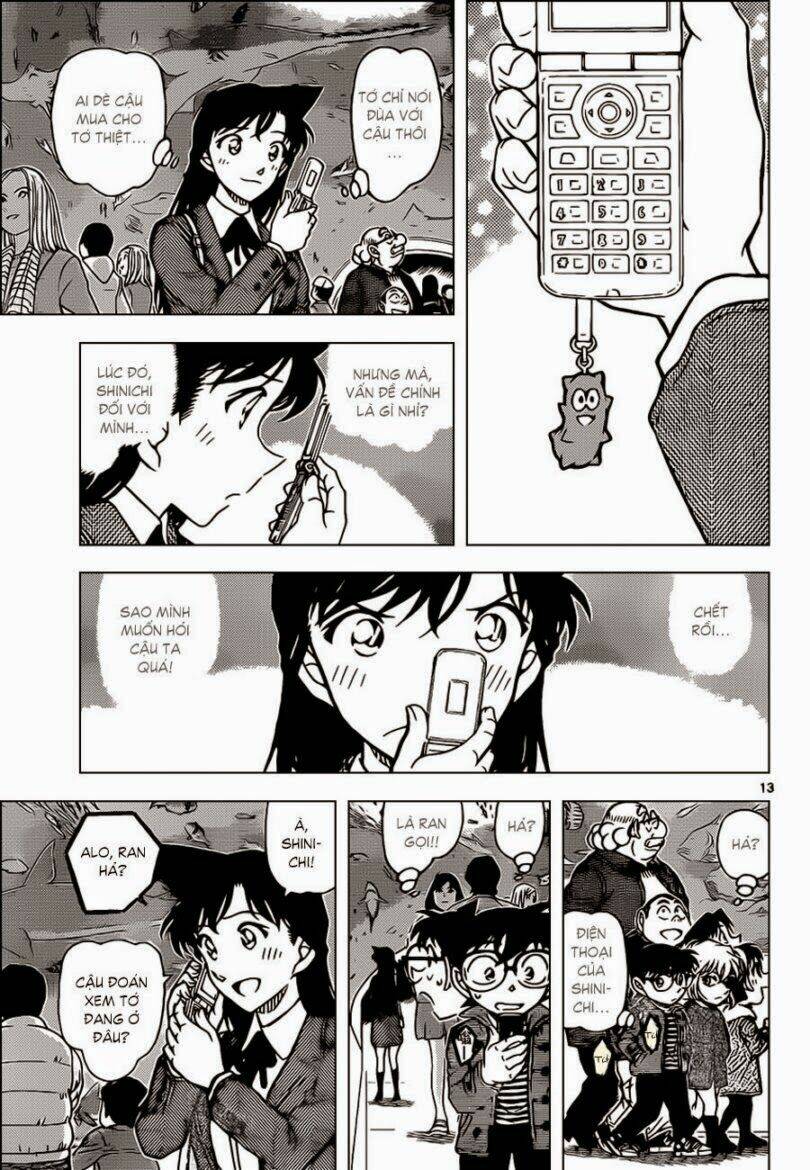 TỚ CHỈ NÓI
ĐÙA VỚI
CẬU THÔI
...
AI DÈ CẬU
MUA CHO
TỚ THIỆT...
NHƯNG MÀ,
VẤN ĐỀ CHÍNH
LÀ GÌ NHỈ?
LÚC ĐÓ,
SHINICHI
ĐỐI VỚI
MÌNH...
CHẾT
RỒI...
SAO MÌNH
MUỐN HỎI
CẬU TA
QUÁ!
13
HẢ?
ĐIỆN
THOẠI
CỦA
SHINI-
CHI...
HẢ?
LÀ RAN
GỌI!!
À,
SHINI-
CHI!
ALO, RAN
HẢ?
CẬU ĐOÁN
XEM TỚ
ĐANG Ở
ĐÂU?